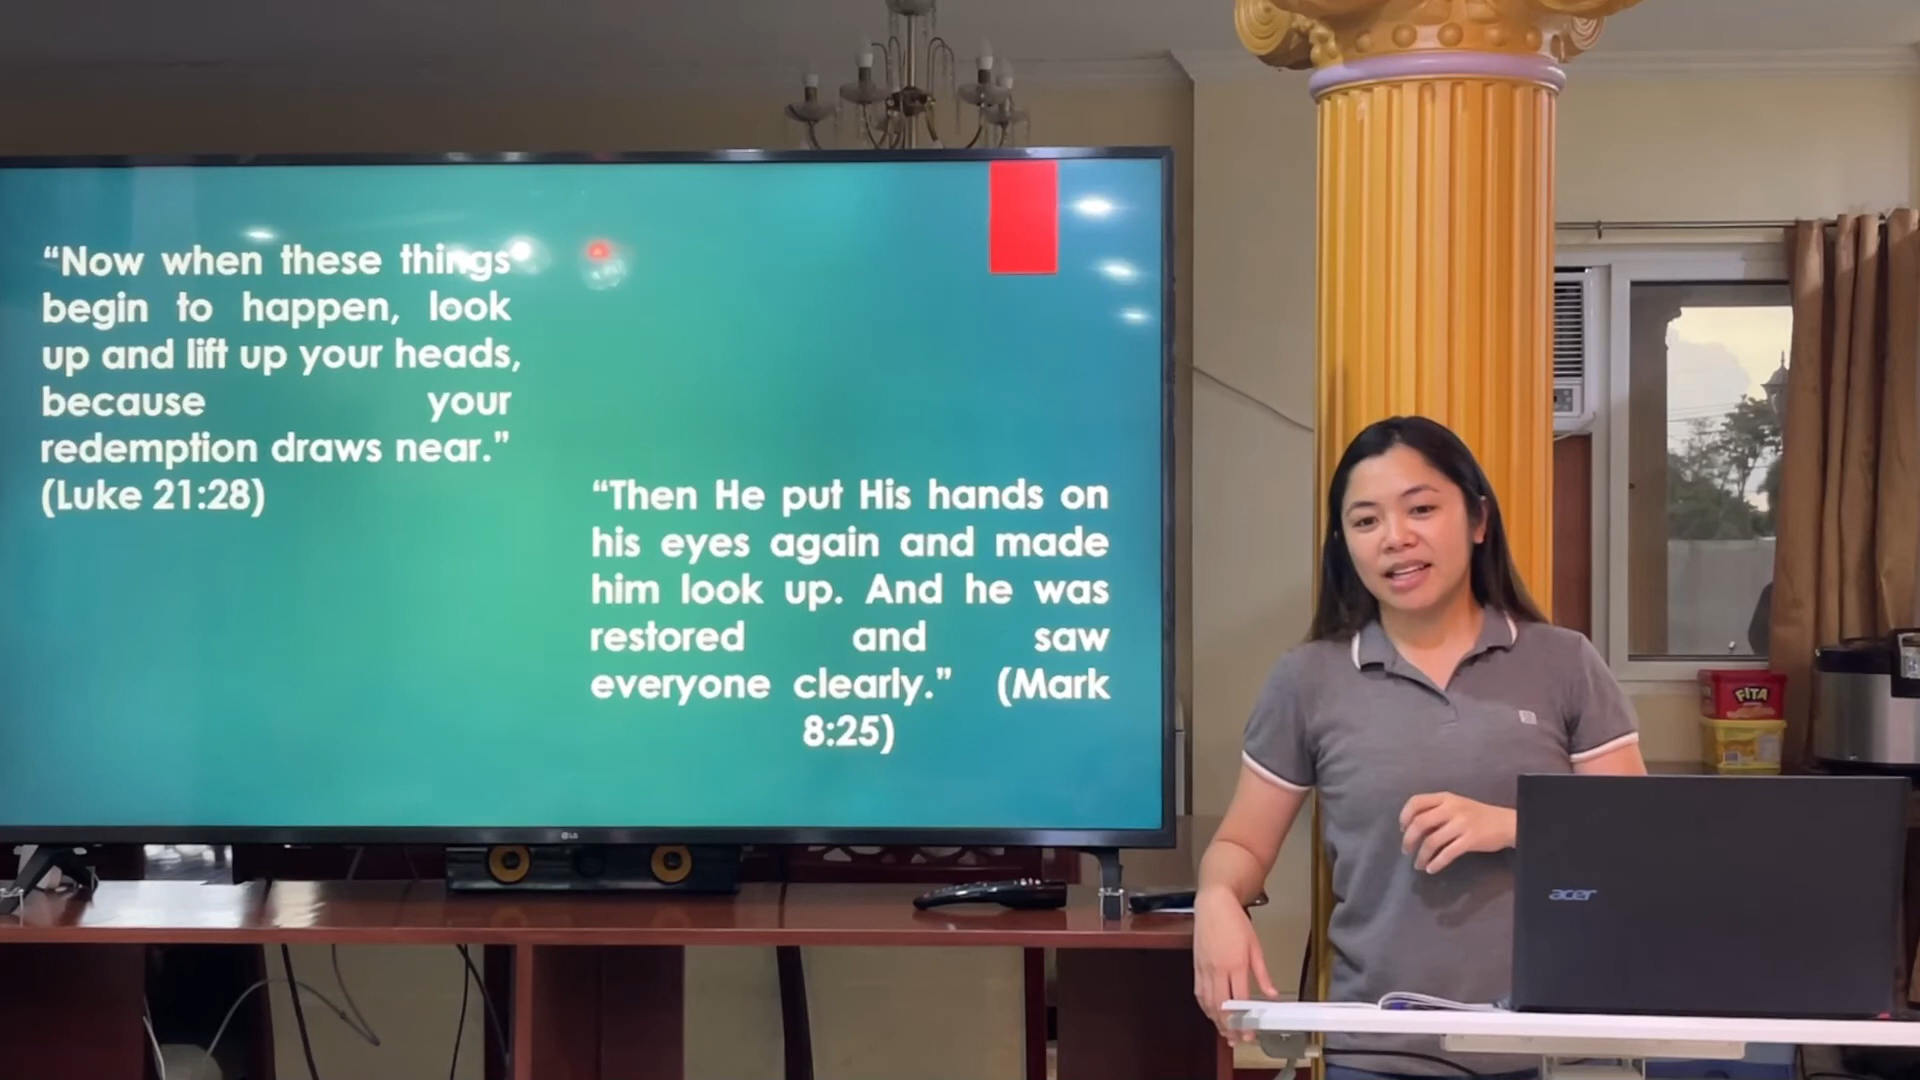 “Now when these things
begin to happen, look
up and lift up your heads,
because your
redemption draws near.”
(Luke 21:28)
“Then He put His hands on
his eyes again and made
him look up. And he was
restored and saw
everyone clearly.” (Mark
8:25)
LG
FITA
acer